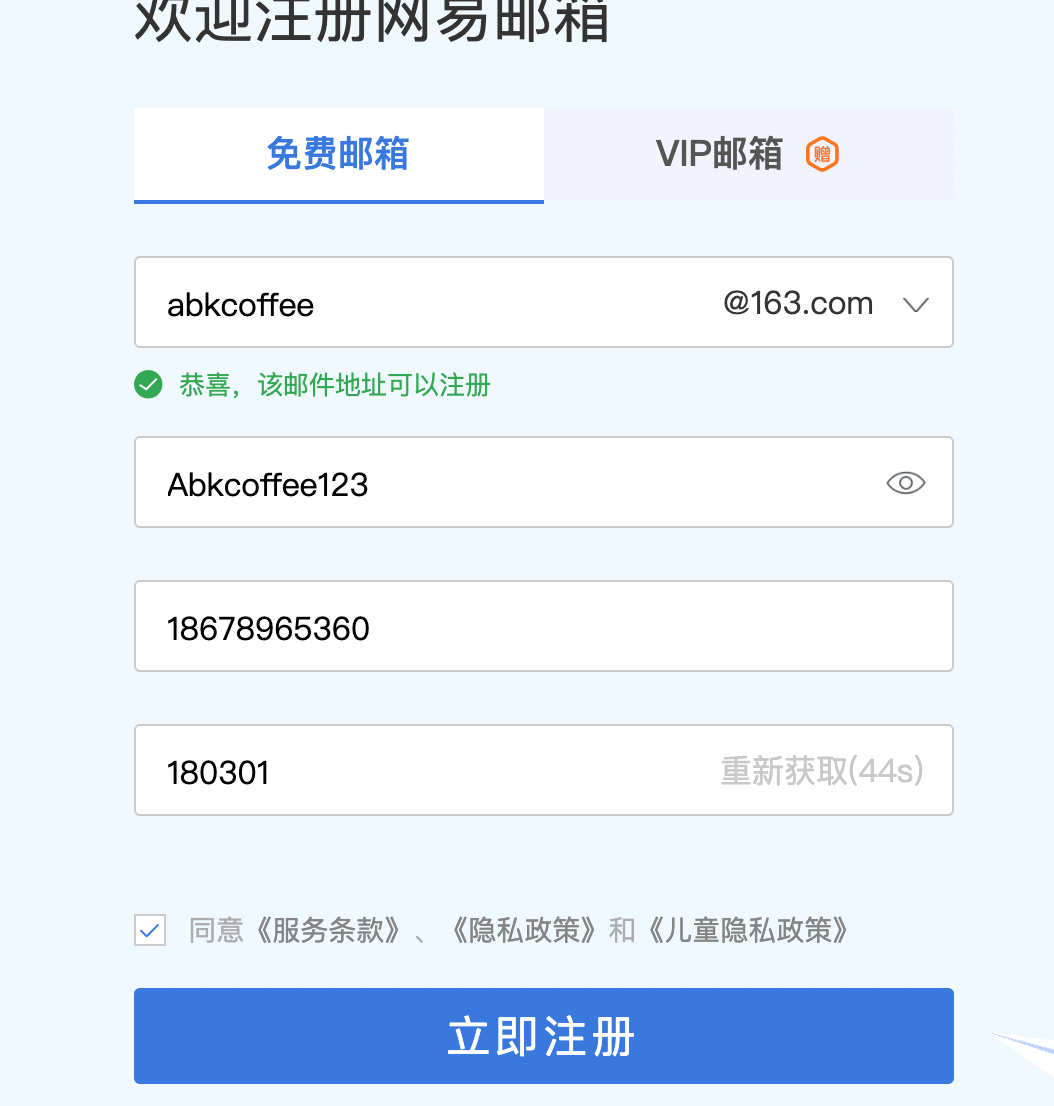 欢迎注册网易邮箱
免费邮箱
VIP邮箱 赠
abkcoffee @163.com
恭喜，该邮件地址可以注册
Abkcoffee123
18678965360
180301 重新获取(44s)
同意《服务条款》、《隐私政策》和《儿童隐私政策》
立即注册